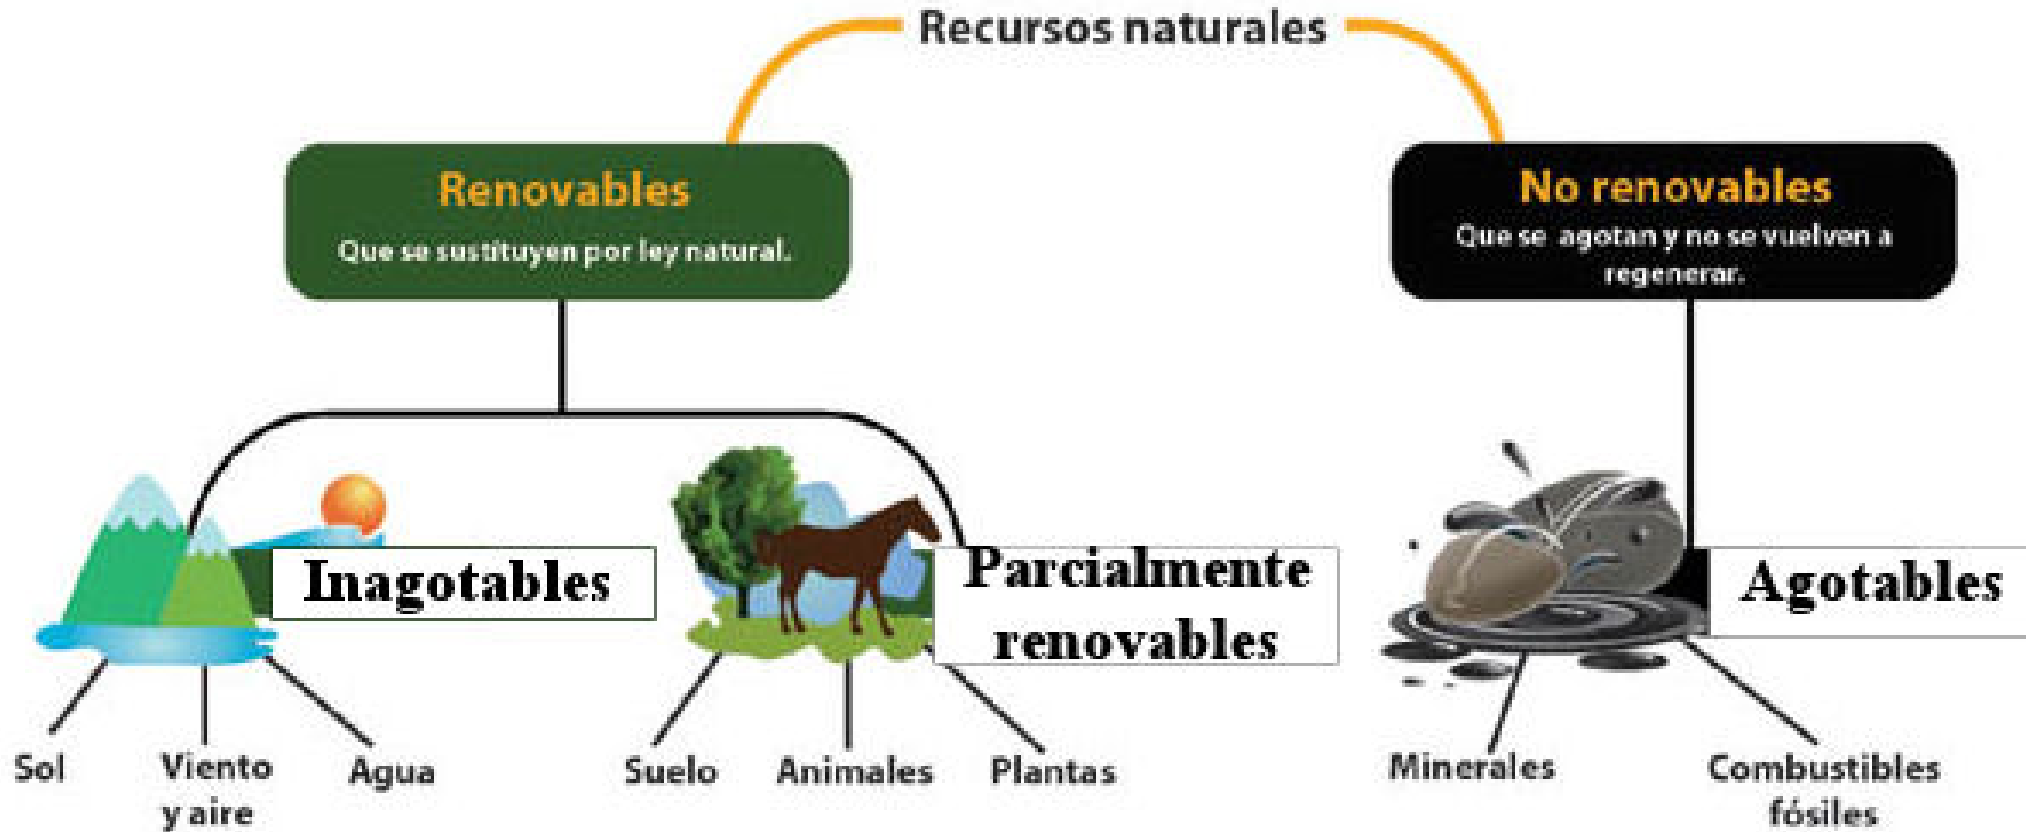 Recursos naturales
Renovables
Que se sustituyen por ley natural.
No renovables
Que se agotan y no se vuelven a
regenerar.
Inagotables
Parcialmente
renovables
Agotables
Sol
Viento
y aire
Agua
Suelo
Animales
Plantas
Minerales
Combustibles
fósiles